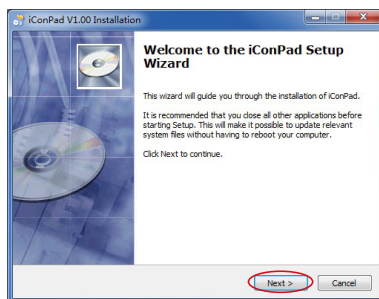 iConPad V1.00 Installation
Welcome to the iConPad Setup
Wizard
This wizard will guide you through the installation of iConPad.
It is recommended that you close all other applications before
starting Setup. This will make it possible to update relevant
system files without having to reboot your computer.
Click Next to continue.
Next >
Cancel